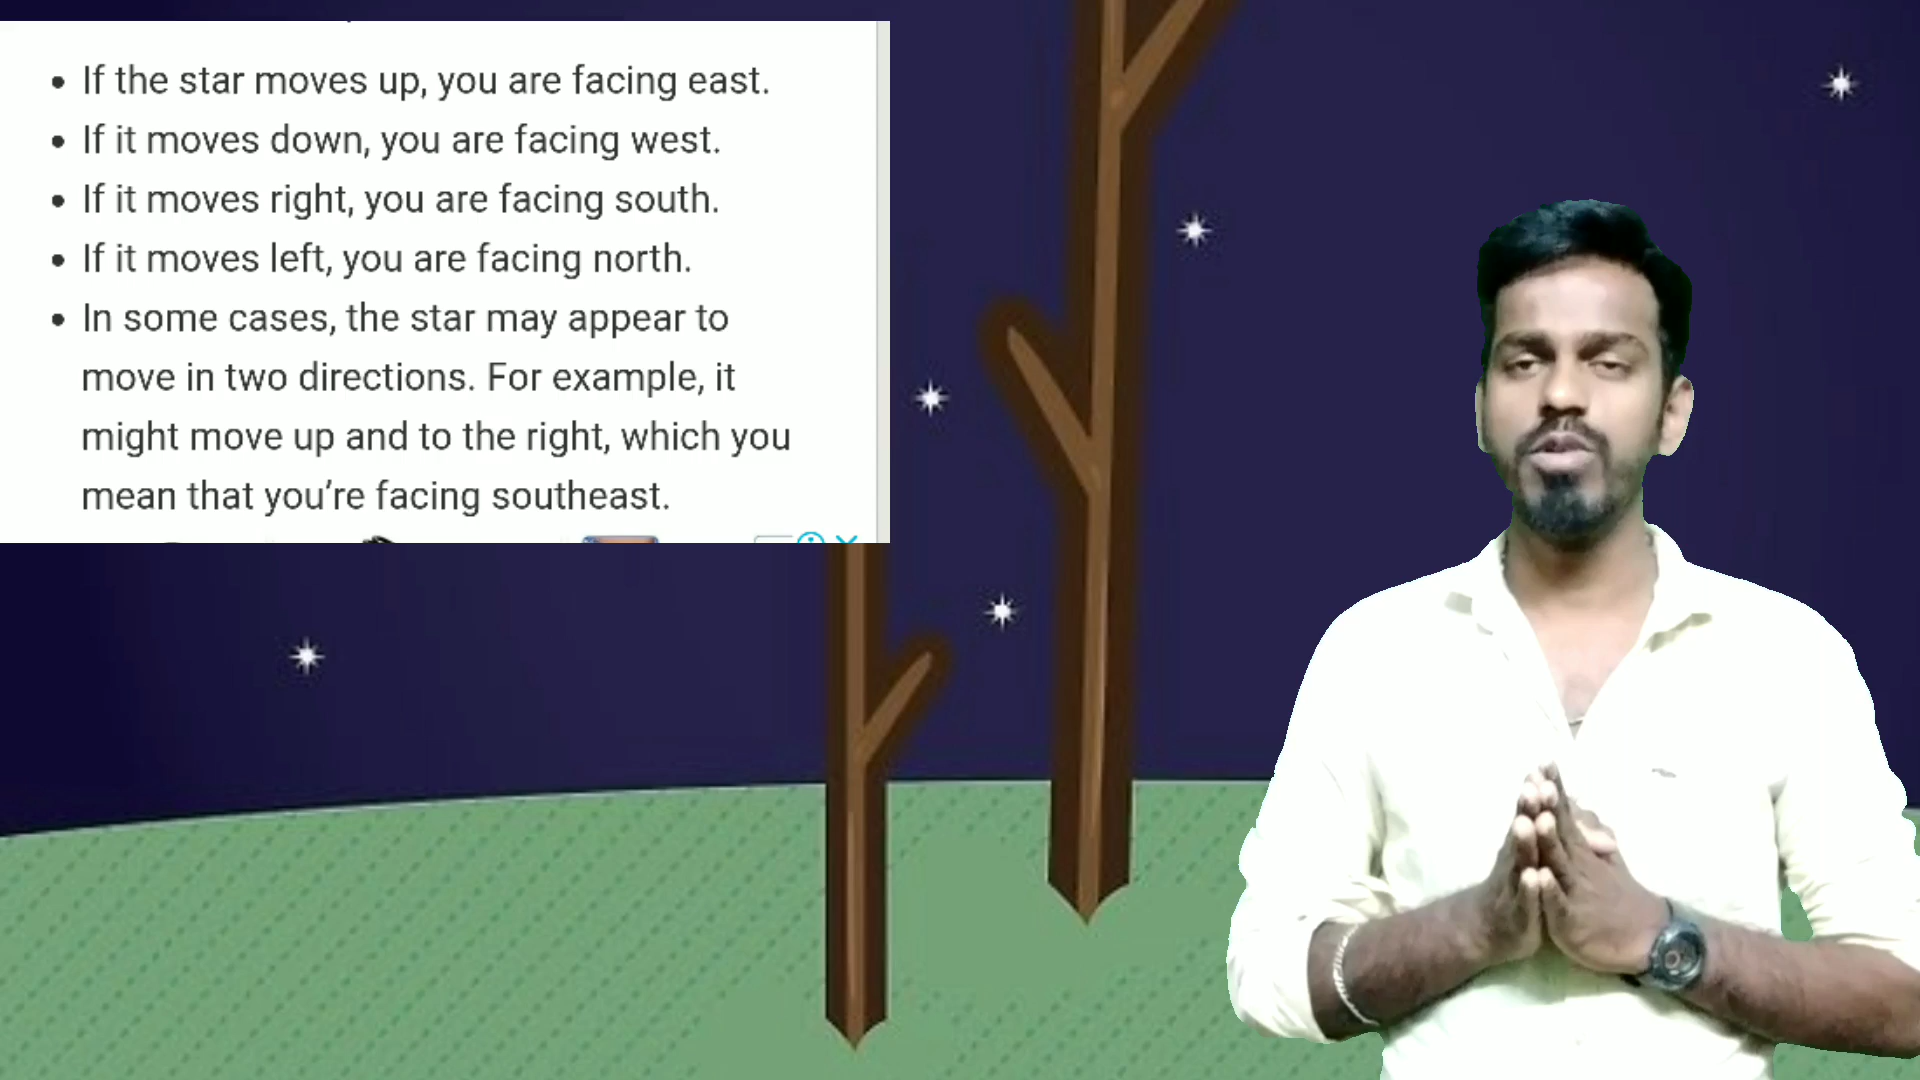 • If the star moves up, you are facing east.
• If it moves down, you are facing west.
• If it moves right, you are facing south.
• If it moves left, you are facing north.
• In some cases, the star may appear to
move in two directions. For example, it
might move up and to the right, which you
mean that you’re facing southeast.